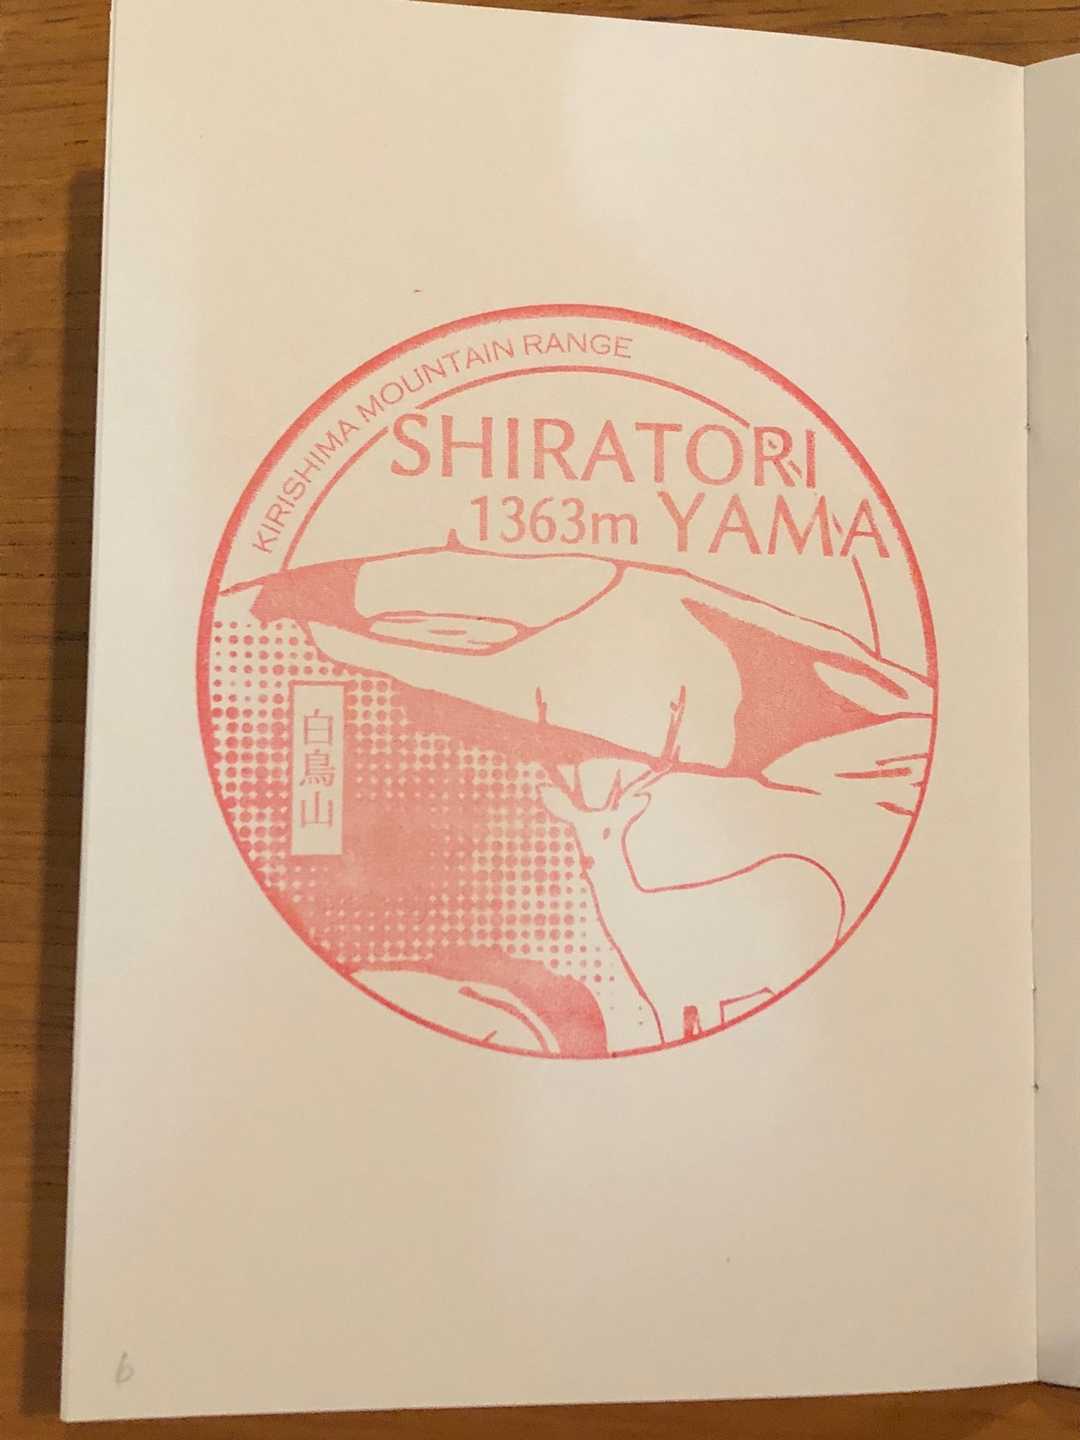 KIRISHIMA MOUNTAIN RANGE
SHIRATORI
1363m YAMA
白鳥山
6